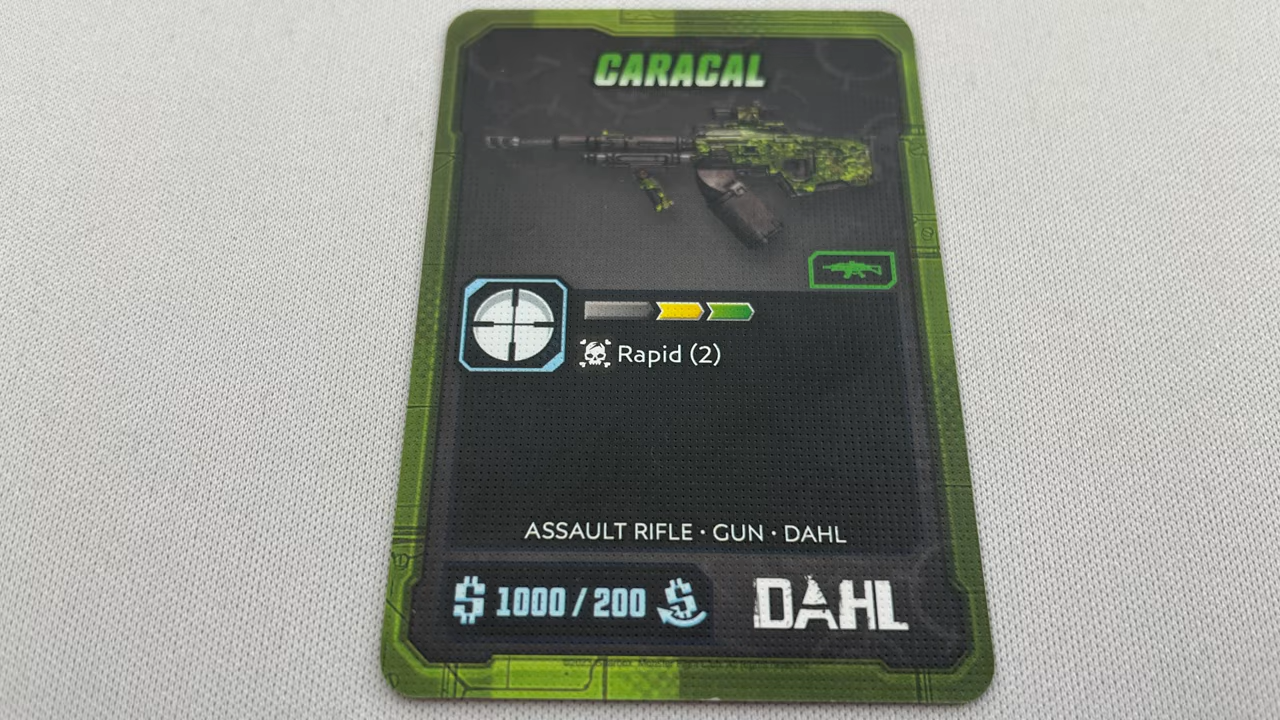 CARACAL
Rapid (2)
ASSAULT RIFLE • GUN • DAHL
$ 1000 / 200 $
DAHL